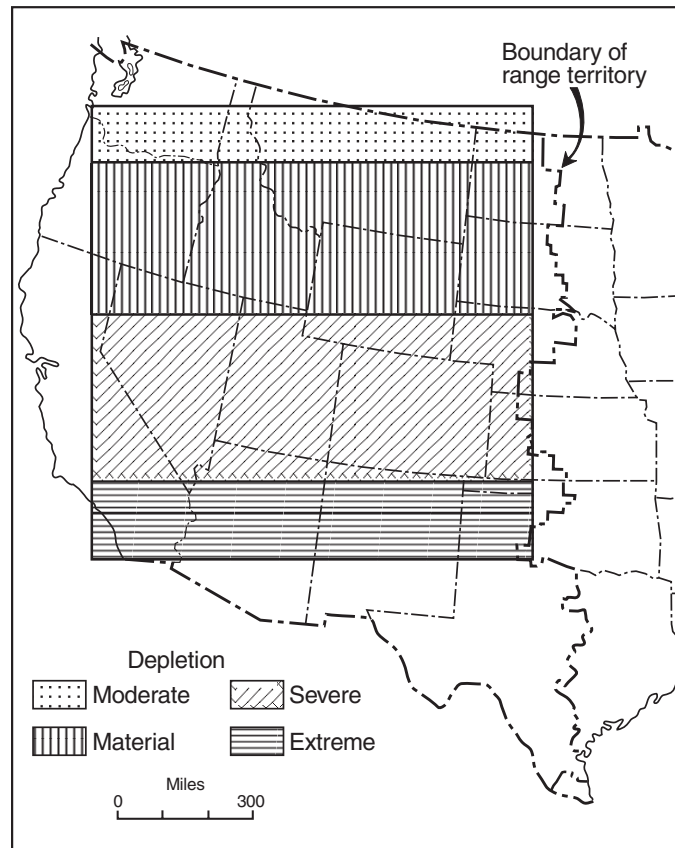 Boundary of
range territory
Depletion
Moderate
Severe
Material
Extreme
Miles
0
300